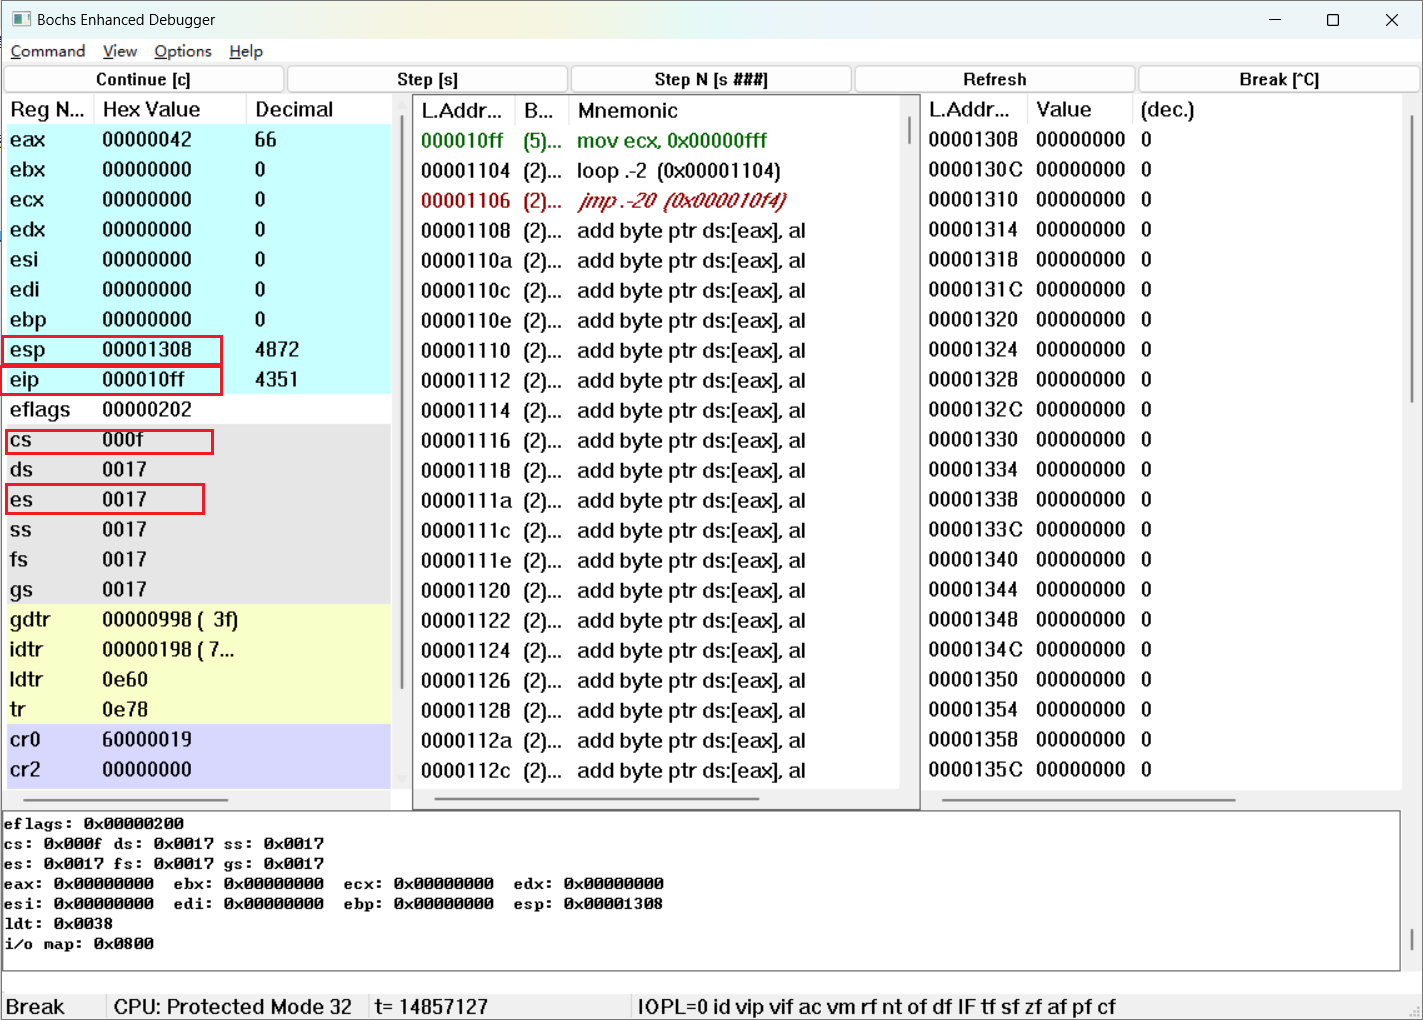 Bochs Enhanced Debugger
Command View Options Help
Continue [c] Step [s] Step N [s ###] Refresh Break [^C]
Reg N... Hex Value Decimal
eax 00000042 66
ebx 00000000 0
ecx 00000000 0
edx 00000000 0
esi 00000000 0
edi 00000000 0
ebp 00000000 0
esp 00001308 4872
eip 000010ff 4351
eflags 00000202
cs 000f
ds 0017
es 0017
ss 0017
fs 0017
gs 0017
gdtr 00000998 ( 3f)
idtr 00000198 ( 7...
ldtr 0e60
tr 0e78
cr0 60000019
cr2 00000000
L.Addr... B... Mnemonic
000010ff (5)... mov ecx, 0x00000fff
00001104 (2)... loop .-2 (0x00001104)
00001106 (2)... jmp .-20 (0x000010f4)
00001108 (2)... add byte ptr ds:[eax], al
0000110a (2)... add byte ptr ds:[eax], al
0000110c (2)... add byte ptr ds:[eax], al
0000110e (2)... add byte ptr ds:[eax], al
00001110 (2)... add byte ptr ds:[eax], al
00001112 (2)... add byte ptr ds:[eax], al
00001114 (2)... add byte ptr ds:[eax], al
00001116 (2)... add byte ptr ds:[eax], al
00001118 (2)... add byte ptr ds:[eax], al
0000111a (2)... add byte ptr ds:[eax], al
0000111c (2)... add byte ptr ds:[eax], al
0000111e (2)... add byte ptr ds:[eax], al
00001120 (2)... add byte ptr ds:[eax], al
00001122 (2)... add byte ptr ds:[eax], al
00001124 (2)... add byte ptr ds:[eax], al
00001126 (2)... add byte ptr ds:[eax], al
00001128 (2)... add byte ptr ds:[eax], al
0000112a (2)... add byte ptr ds:[eax], al
0000112c (2)... add byte ptr ds:[eax], al
L.Addr... Value (dec.)
00001308 00000000 0
0000130C 00000000 0
00001310 00000000 0
00001314 00000000 0
00001318 00000000 0
0000131C 00000000 0
00001320 00000000 0
00001324 00000000 0
00001328 00000000 0
0000132C 00000000 0
00001330 00000000 0
00001334 00000000 0
00001338 00000000 0
0000133C 00000000 0
00001340 00000000 0
00001344 00000000 0
00001348 00000000 0
0000134C 00000000 0
00001350 00000000 0
00001354 00000000 0
00001358 00000000 0
0000135C 00000000 0
eflags: 0x00000200
cs: 0x000f ds: 0x0017 ss: 0x0017
es: 0x0017 fs: 0x0017 gs: 0x0017
eax: 0x00000000 ebx: 0x00000000 ecx: 0x00000000 edx: 0x00000000
esi: 0x00000000 edi: 0x00000000 ebp: 0x00000000 esp: 0x00001308
ldt: 0x0038
i/o map: 0x0800
Break CPU: Protected Mode 32 t= 14857127 IOPL=0 id vip vif ac vm rf nt of df IF tf sf zf af pf cf